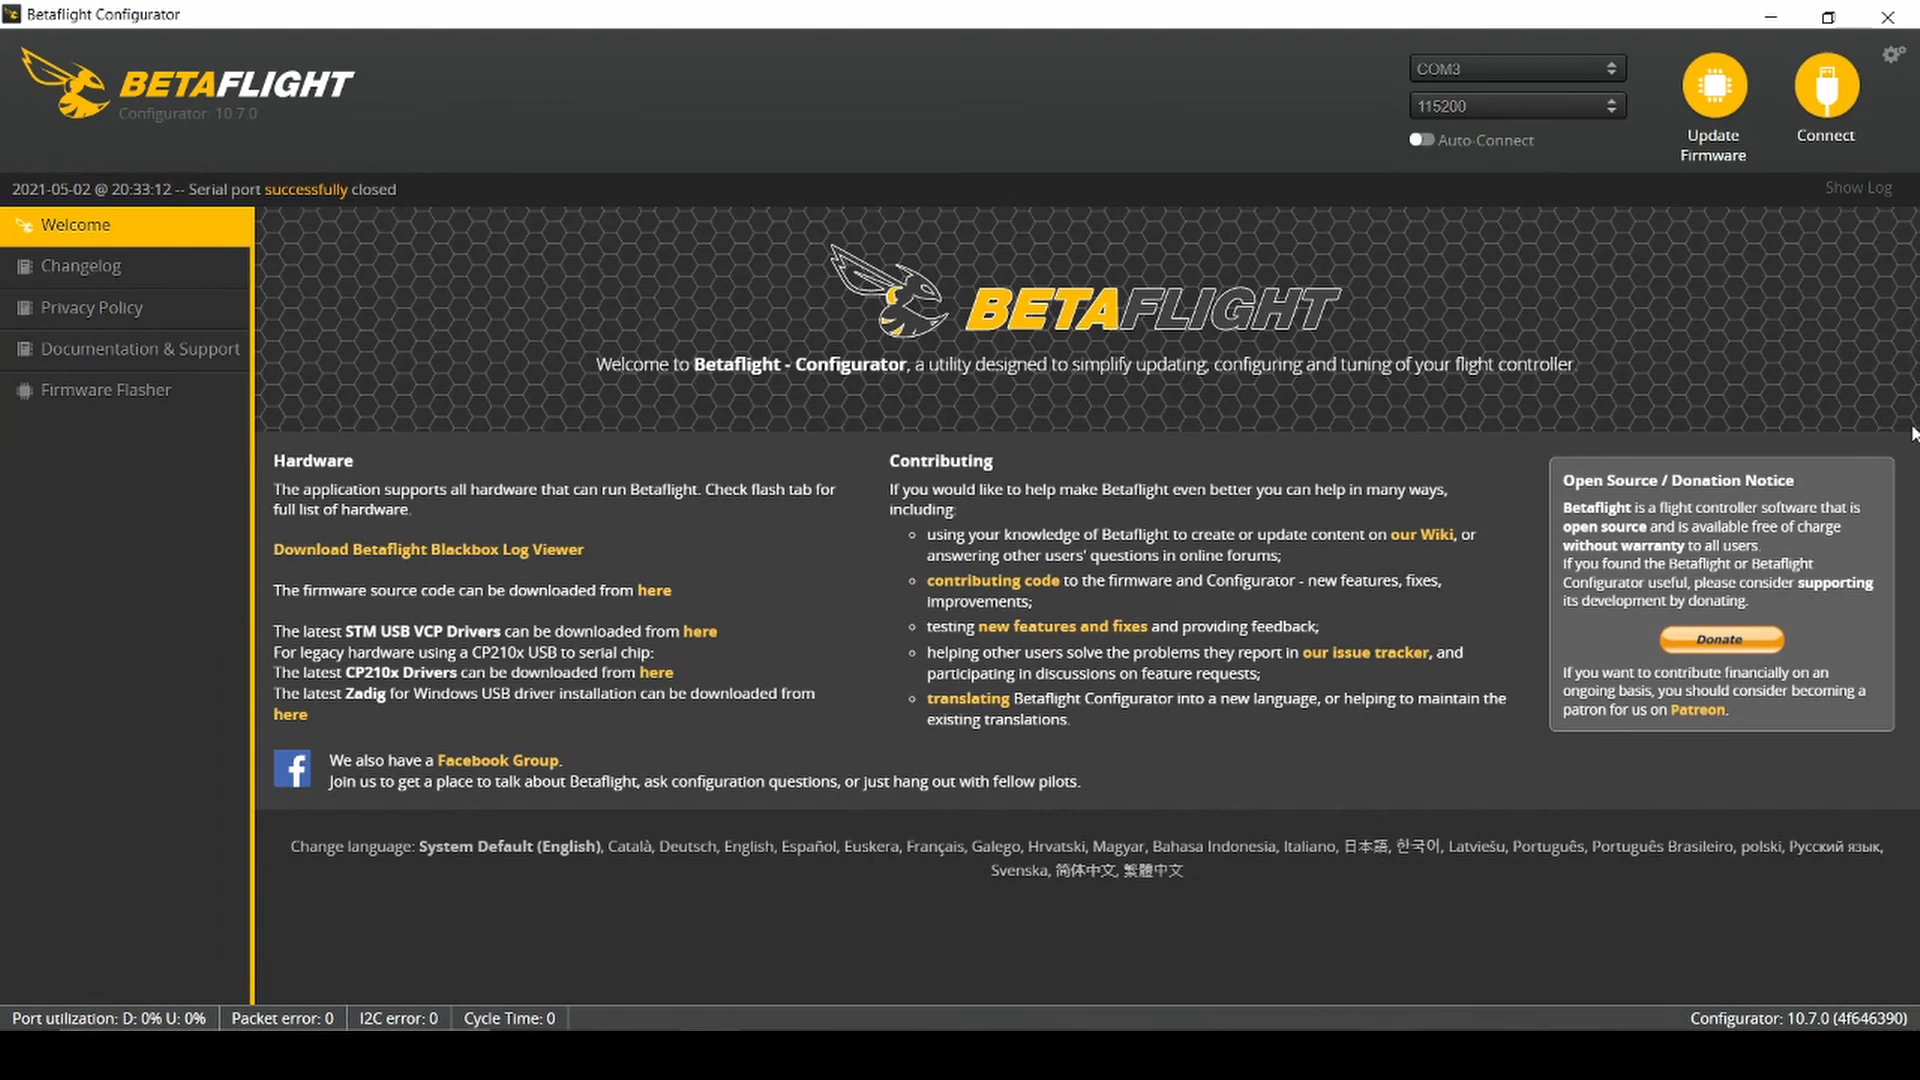 Betaflight Configurator
BETAFLIGHT
Configurator 10.7.0
COM3
115200
Auto-Connect
Update
Firmware
Connect
2021-05-02 @ 20:33:12 -- Serial port successfully closed
Show Log
Welcome
Changelog
Privacy Policy
Documentation & Support
Firmware Flasher
BETAFLIGHT
Welcome to Betaflight - Configurator, a utility designed to simplify updating, configuring and tuning of your flight controller
Hardware
The application supports all hardware that can run Betaflight. Check flash tab for
full list of hardware.
Download Betaflight Blackbox Log Viewer
The firmware source code can be downloaded from here
The latest STM USB VCP Drivers can be downloaded from here
For legacy hardware using a CP210x USB to serial chip:
The latest CP210x Drivers can be downloaded from here
The latest Zadig for Windows USB driver installation can be downloaded from
here
We also have a Facebook Group.
Join us to get a place to talk about Betaflight, ask configuration questions, or just hang out with fellow pilots.
Contributing
If you would like to help make Betaflight even better you can help in many ways,
including:
using your knowledge of Betaflight to create or update content on our Wiki, or
answering other users' questions in online forums;
contributing code to the firmware and Configurator - new features, fixes,
improvements;
testing new features and fixes and providing feedback;
helping other users solve the problems they report in our issue tracker, and
participating in discussions on feature requests;
translating Betaflight Configurator into a new language, or helping to maintain the
existing translations.
Open Source / Donation Notice
Betaflight is a flight controller software that is
open source and is available free of charge
without warranty to all users.
If you found the Betaflight or Betaflight
Configurator useful, please consider supporting
its development by donating.
Donate
If you want to contribute financially on an
ongoing basis, you should consider becoming a
patron for us on Patreon.
Change language: System Default (English), Català, Deutsch, English, Español, Euskera, Français, Galego, Hrvatski, Magyar, Bahasa Indonesia, Italiano, 日本語, 한국어, Latviešu, Português, Português Brasileiro, polski, Русский язык,
Svenska, 简体中文, 繁體中文
Port utilization: D: 0% U: 0%
Packet error: 0
I2C error: 0
Cycle Time: 0
Configurator: 10.7.0 (4f646390)